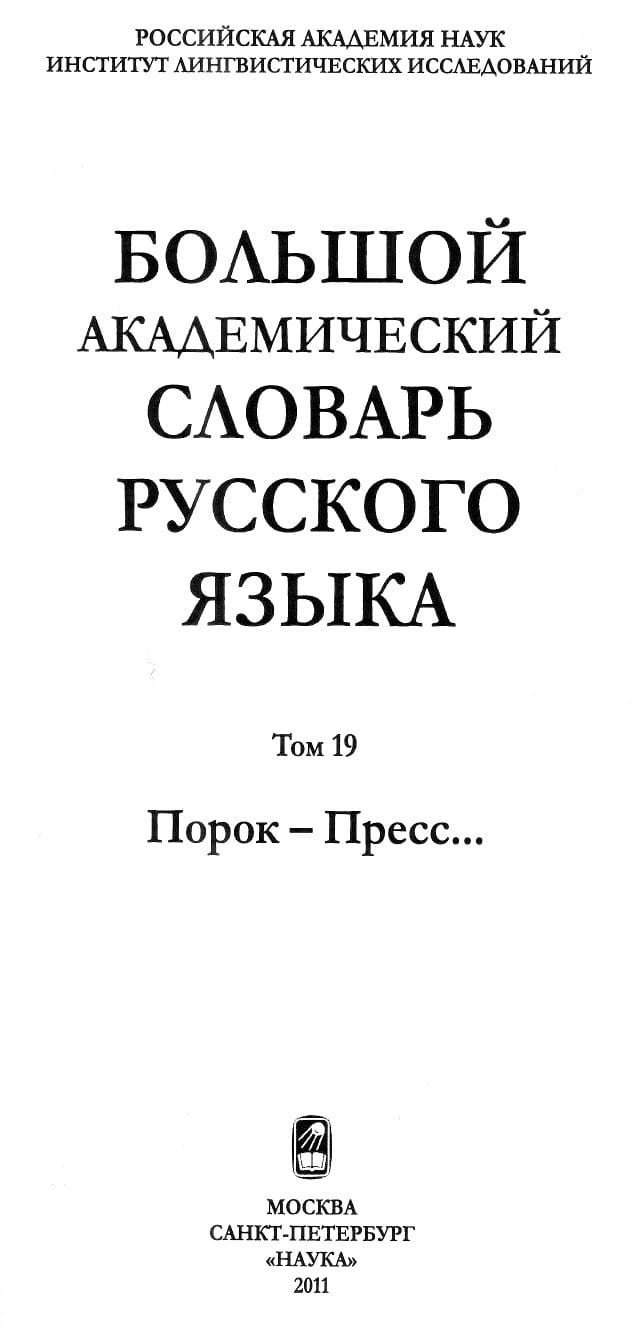 РОССИЙСКАЯ АКАДЕМИЯ НАУК
ИНСТИТУТ ЛИНГВИСТИЧЕСКИХ ИССЛЕДОВАНИЙ
БОЛЬШОЙ
АКАДЕМИЧЕСКИЙ
СЛОВАРЬ
РУССКОГО
ЯЗЫКА
Том 19
Порок – Пресс...
МОСКВА
САНКТ-ПЕТЕРБУРГ
«НАУКА»
2011